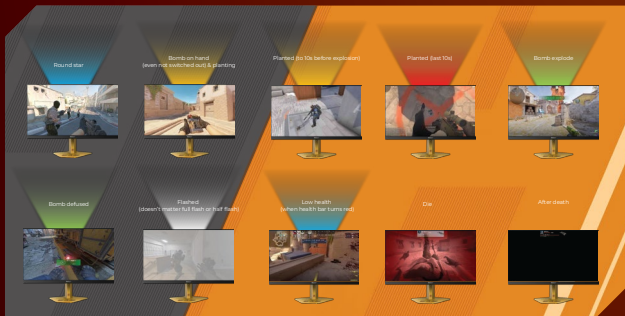 Round star
Bomb on hand
(even not switched out) & planting
Planted (to 10s before explosion)
Planted (last 10s)
Bomb explode
Bomb defused
Flashed
(doesn't matter full flash or half flash)
Low health
(when health bar turns red)
Die
After death